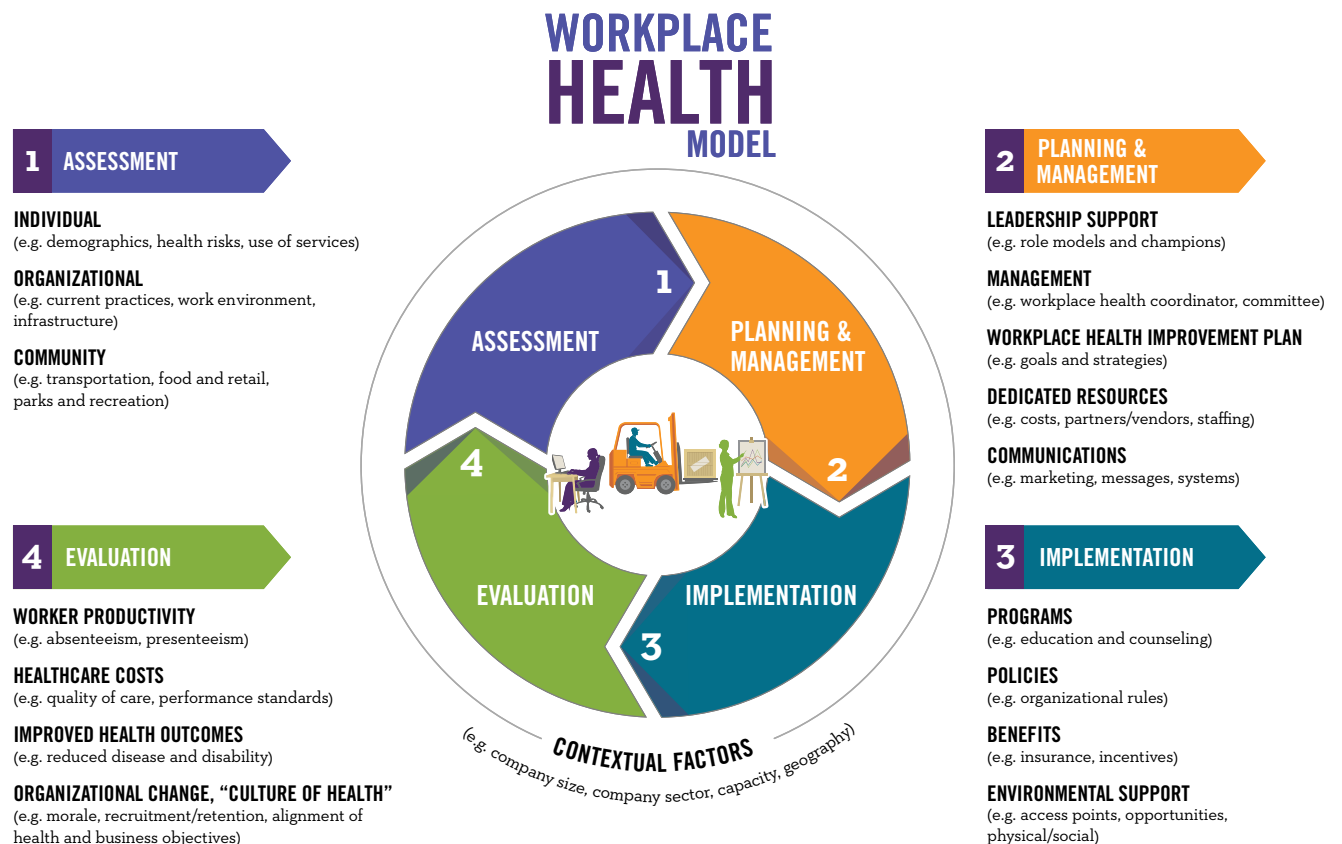 WORKPLACE
HEALTH
MODEL
1 ASSESSMENT
INDIVIDUAL
(e.g. demographics, health risks, use of services)
ORGANIZATIONAL
(e.g. current practices, work environment,
infrastructure)
COMMUNITY
(e.g. transportation, food and retail,
parks and recreation)
2 PLANNING &
MANAGEMENT
LEADERSHIP SUPPORT
(e.g. role models and champions)
MANAGEMENT
(e.g. workplace health coordinator, committee)
WORKPLACE HEALTH IMPROVEMENT PLAN
(e.g. goals and strategies)
DEDICATED RESOURCES
(e.g. costs, partners/vendors, staffing)
COMMUNICATIONS
(e.g. marketing, messages, systems)
1
ASSESSMENT
PLANNING &
MANAGEMENT
2
4
EVALUATION
IMPLEMENTATION
3
CONTEXTUAL FACTORS
(e.g. company size, company sector, capacity, geography)
3 IMPLEMENTATION
PROGRAMS
(e.g. education and counseling)
POLICIES
(e.g. organizational rules)
BENEFITS
(e.g. insurance, incentives)
ENVIRONMENTAL SUPPORT
(e.g. access points, opportunities,
physical/social)
4 EVALUATION
WORKER PRODUCTIVITY
(e.g. absenteeism, presenteeism)
HEALTHCARE COSTS
(e.g. quality of care, performance standards)
IMPROVED HEALTH OUTCOMES
(e.g. reduced disease and disability)
ORGANIZATIONAL CHANGE, “CULTURE OF HEALTH”
(e.g. morale, recruitment/retention, alignment of
health and business objectives)